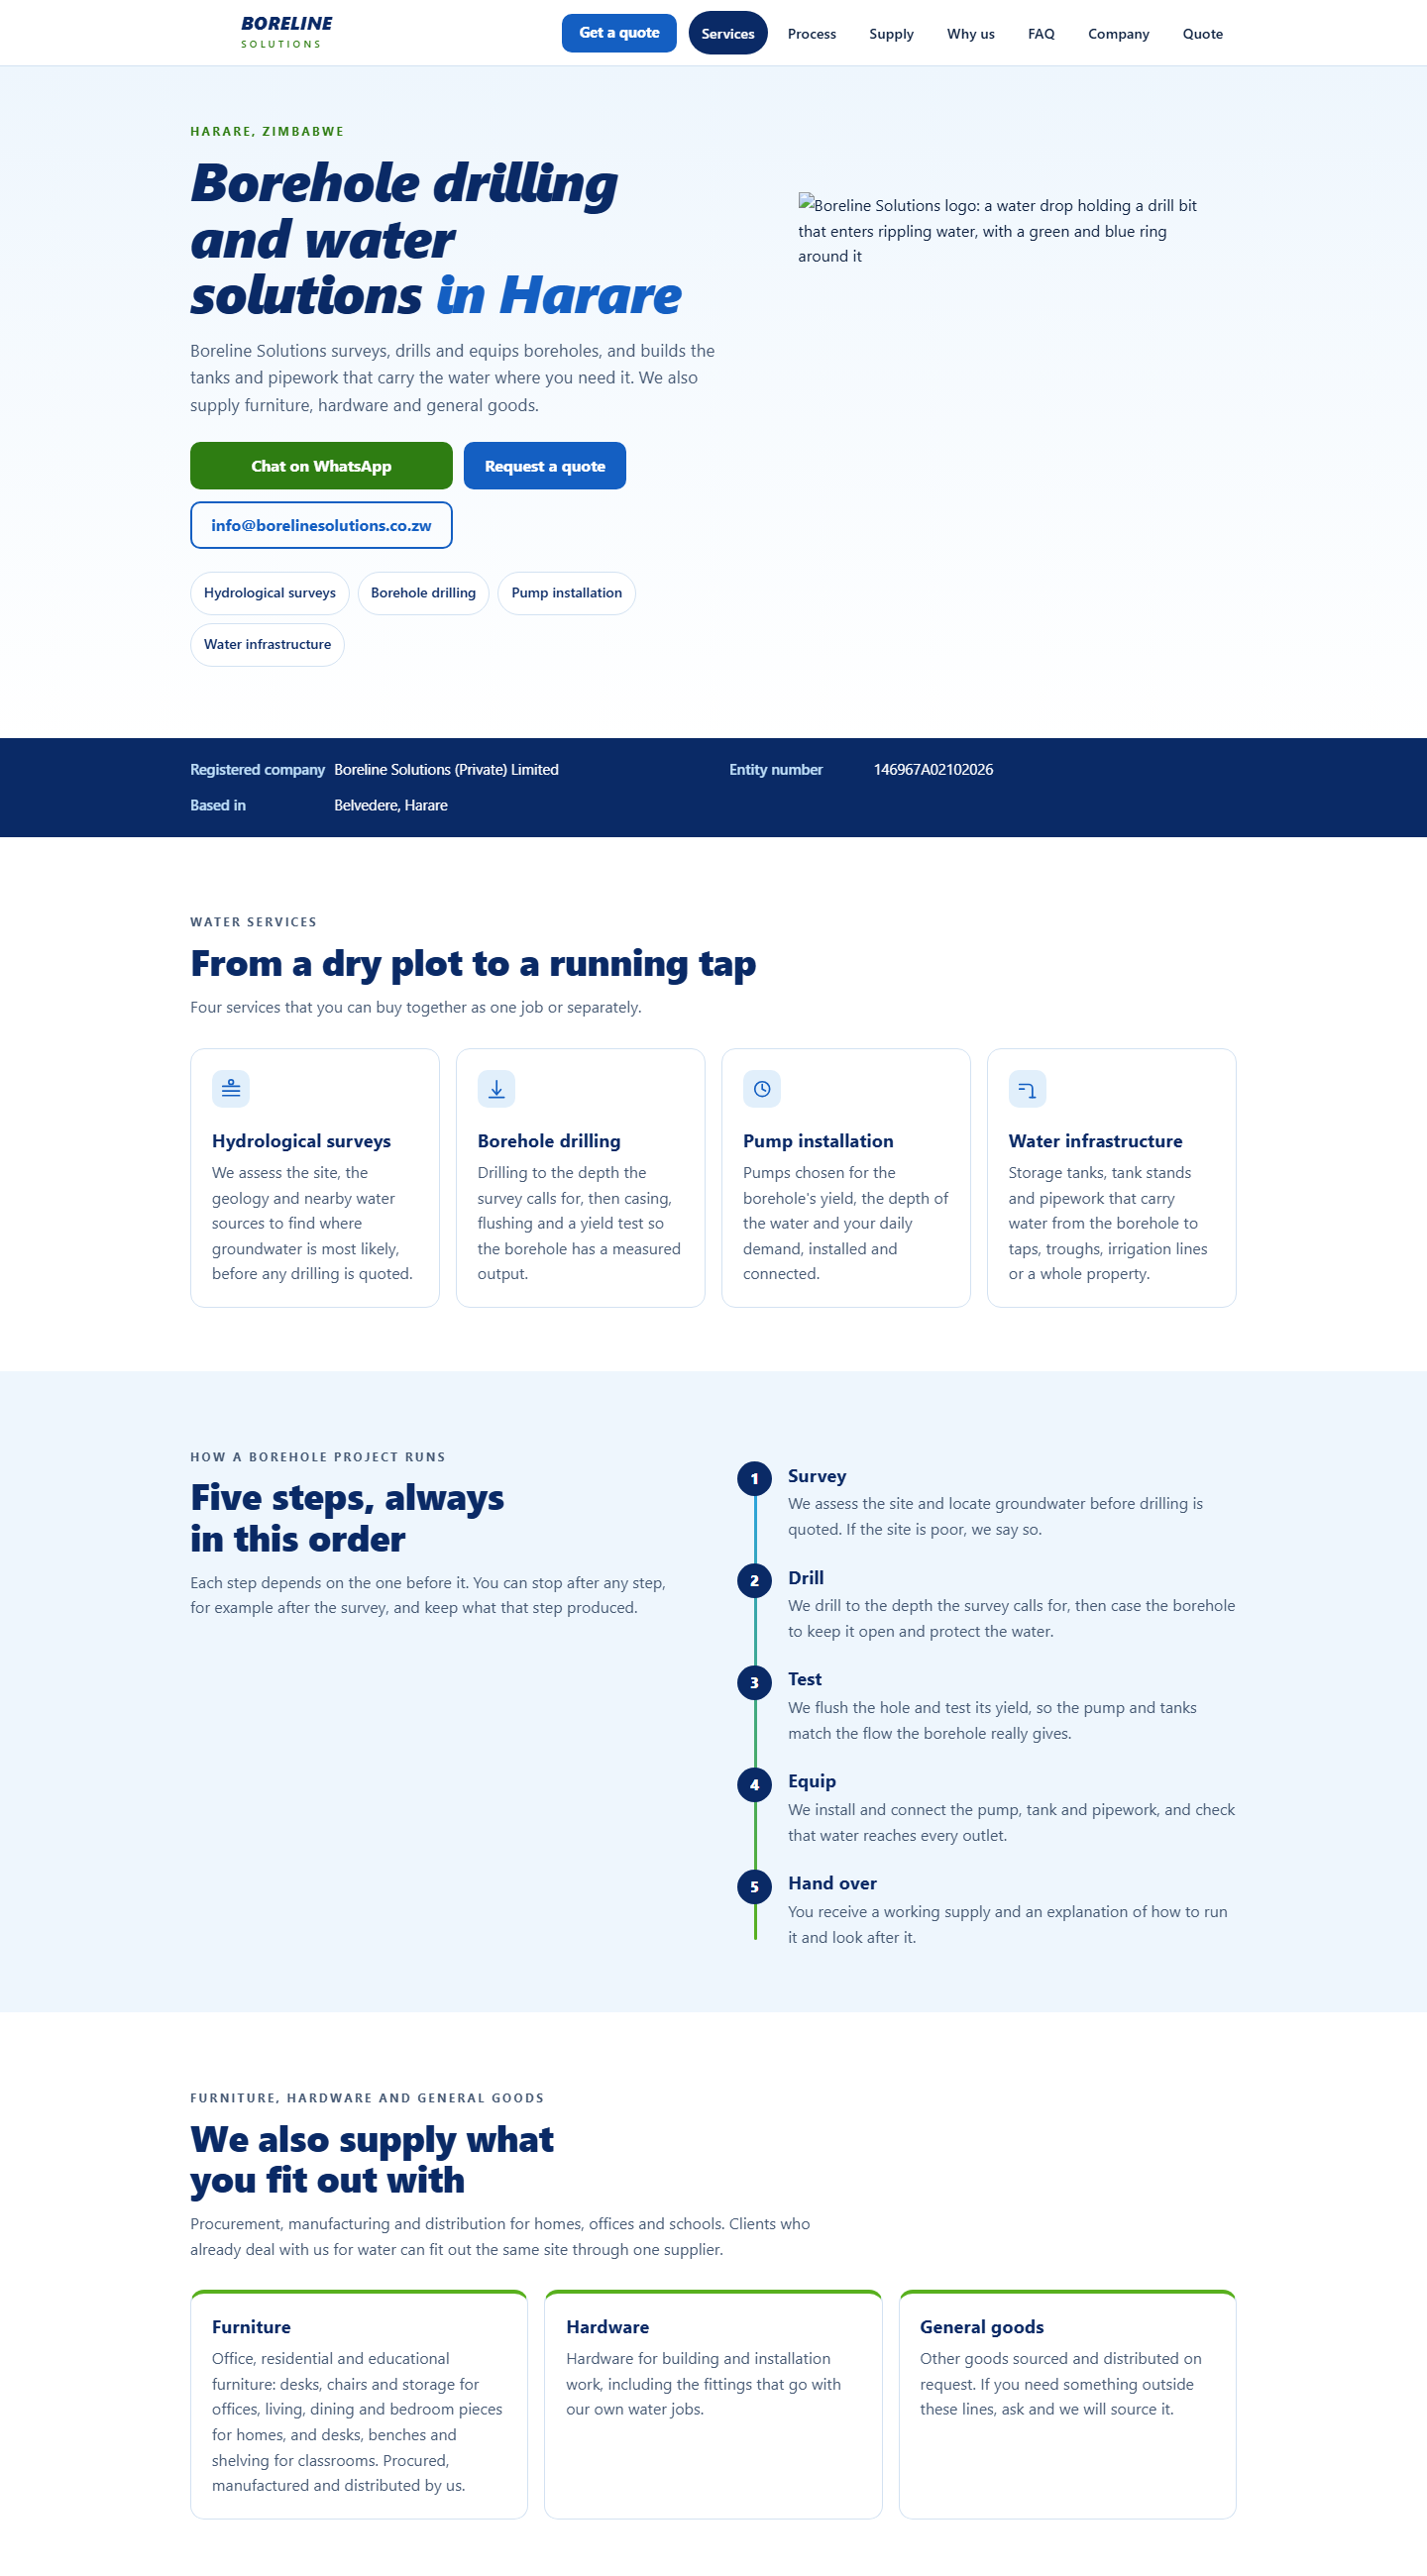 BORELINE
SOLUTIONS
Get a quote
Services
Process
Supply
Why us
FAQ
Company
Quote
HARARE, ZIMBABWE
Borehole drilling
and water
solutions in Harare
Boreline Solutions surveys, drills and equips boreholes, and builds the
tanks and pipework that carry the water where you need it. We also
supply furniture, hardware and general goods.
Chat on WhatsApp
Request a quote
info@borelinesolutions.co.zw
Hydrological surveys
Borehole drilling
Pump installation
Water infrastructure
Boreline Solutions logo: a water drop holding a drill bit
that enters rippling water, with a green and blue ring
around it
Registered company Boreline Solutions (Private) Limited
Entity number 146967A02102026
Based in Belvedere, Harare
WATER SERVICES
From a dry plot to a running tap
Four services that you can buy together as one job or separately.
Hydrological surveys
We assess the site, the
geology and nearby water
sources to find where
groundwater is most likely,
before any drilling is quoted.
Borehole drilling
Drilling to the depth the
survey calls for, then casing,
flushing and a yield test so
the borehole has a measured
output.
Pump installation
Pumps chosen for the
borehole's yield, the depth of
the water and your daily
demand, installed and
connected.
Water infrastructure
Storage tanks, tank stands
and pipework that carry
water from the borehole to
taps, troughs, irrigation lines
or a whole property.
HOW A BOREHOLE PROJECT RUNS
Five steps, always
in this order
Each step depends on the one before it. You can stop after any step,
for example after the survey, and keep what that step produced.
1 Survey
We assess the site and locate groundwater before drilling is
quoted. If the site is poor, we say so.
2 Drill
We drill to the depth the survey calls for, then case the borehole
to keep it open and protect the water.
3 Test
We flush the hole and test its yield, so the pump and tanks
match the flow the borehole really gives.
4 Equip
We install and connect the pump, tank and pipework, and check
that water reaches every outlet.
5 Hand over
You receive a working supply and an explanation of how to run
it and look after it.
FURNITURE, HARDWARE AND GENERAL GOODS
We also supply what
you fit out with
Procurement, manufacturing and distribution for homes, offices and schools. Clients who
already deal with us for water can fit out the same site through one supplier.
Furniture
Office, residential and educational
furniture: desks, chairs and storage for
offices, living, dining and bedroom pieces
for homes, and desks, benches and
shelving for classrooms. Procured,
manufactured and distributed by us.
Hardware
Hardware for building and installation
work, including the fittings that go with
our own water jobs.
General goods
Other goods sourced and distributed on
request. If you need something outside
these lines, ask and we will source it.